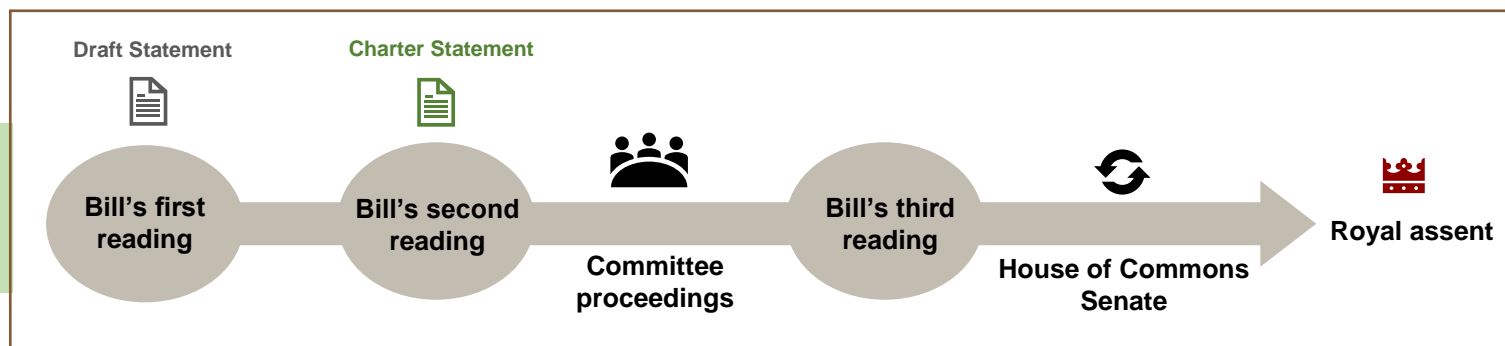 Draft Statement
Charter Statement
Bill's first
reading
Bill's second
reading
Committee
proceedings
Bill's third
reading
House of Commons
Senate
Royal assent